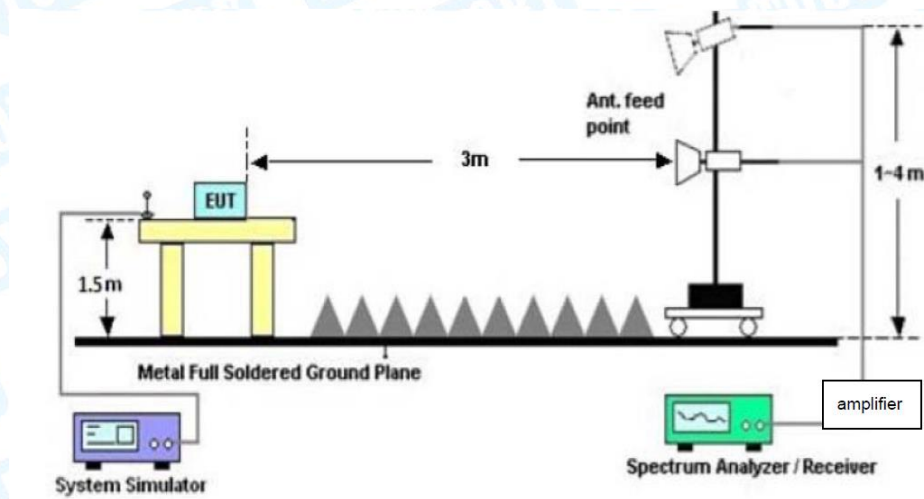 Ant. feed
point
3m
1~4 m
EUT
1.5m
Metal Full Soldered Ground Plane
amplifier
System Simulator
Spectrum Analyzer / Receiver